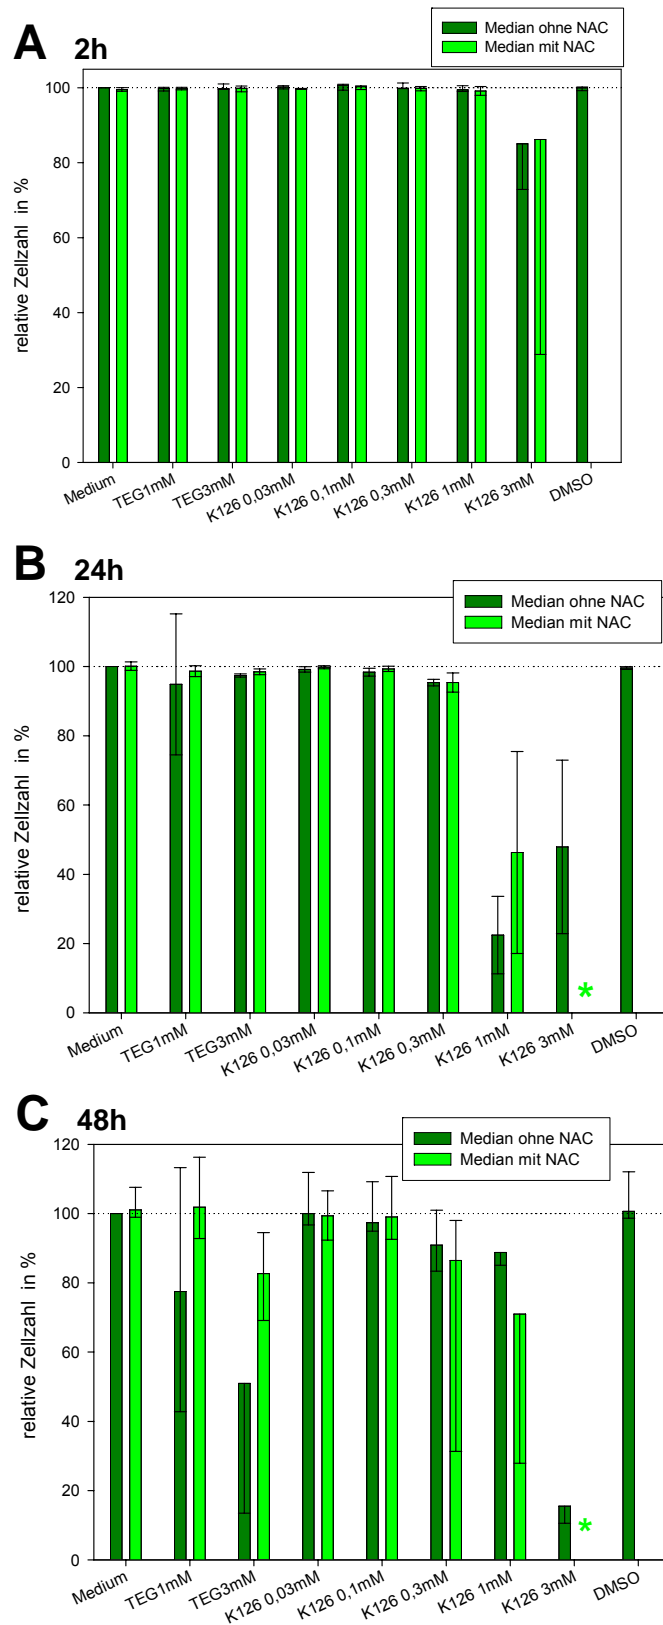 A 2h
Median ohne NAC
Median mit NAC
relative Zellzahl in %
100
80
60
40
20
0
Medium
TEG1mM
TEG3mM
K126 0,03mM
K126 0,1mM
K126 0,3mM
K126 1mM
K126 3mM
DMSO
B 24h
Median ohne NAC
Median mit NAC
relative Zellzahl in %
120
100
80
60
40
20
0
*
Medium
TEG1mM
TEG3mM
K126 0,03mM
K126 0,1mM
K126 0,3mM
K126 1mM
K126 3mM
DMSO
C 48h
Median ohne NAC
Median mit NAC
relative Zellzahl in %
120
100
80
60
40
20
0
*
Medium
TEG1mM
TEG3mM
K126 0,03mM
K126 0,1mM
K126 0,3mM
K126 1mM
K126 3mM
DMSO